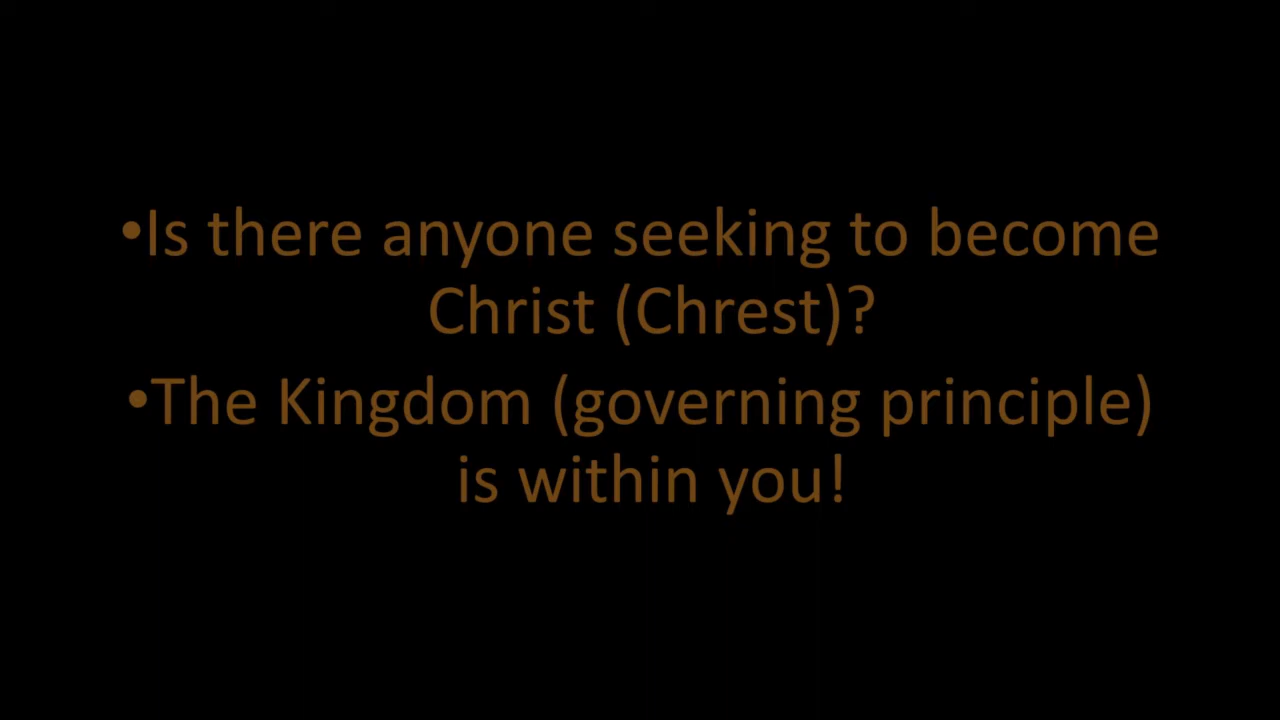 •Is there anyone seeking to become
Christ (Chrest)?
•The Kingdom (governing principle)
is within you!